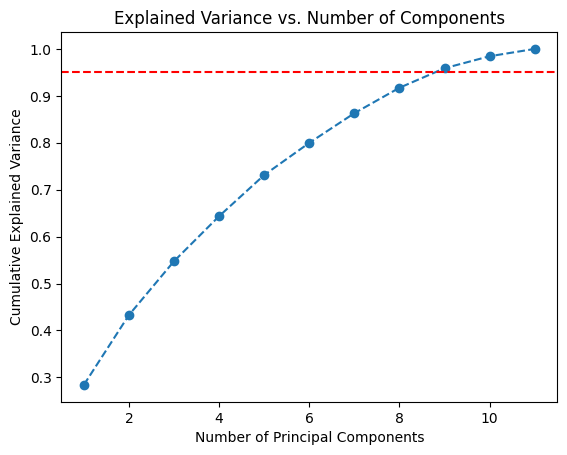 Explained Variance vs. Number of Components
Cumulative Explained Variance
1.0
0.9
0.8
0.7
0.6
0.5
0.4
0.3
2 4 6 8 10
Number of Principal Components